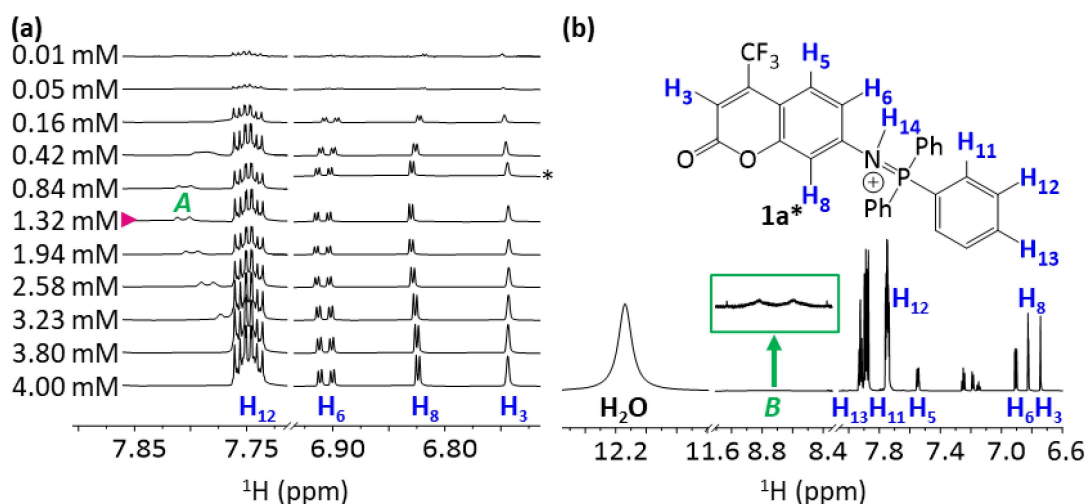 (a)
0.01 mM
0.05 mM
0.16 mM
0.42 mM
0.84 mM
1.32 mM
1.94 mM
2.58 mM
3.23 mM
3.80 mM
4.00 mM
*
A
H12 H6 H8 H3
7.85 7.75 6.90 6.80
1H (ppm)
(b)
CF3
H5
H3
H6
H14
Ph
H11
O
O
N
P
+
H12
H8
Ph
1a*
H13
H12
H8
B
H2O
H13 H11 H5 H6 H3
12.2 11.6 8.8 8.4 7.8 7.4 7.0 6.6
1H (ppm)